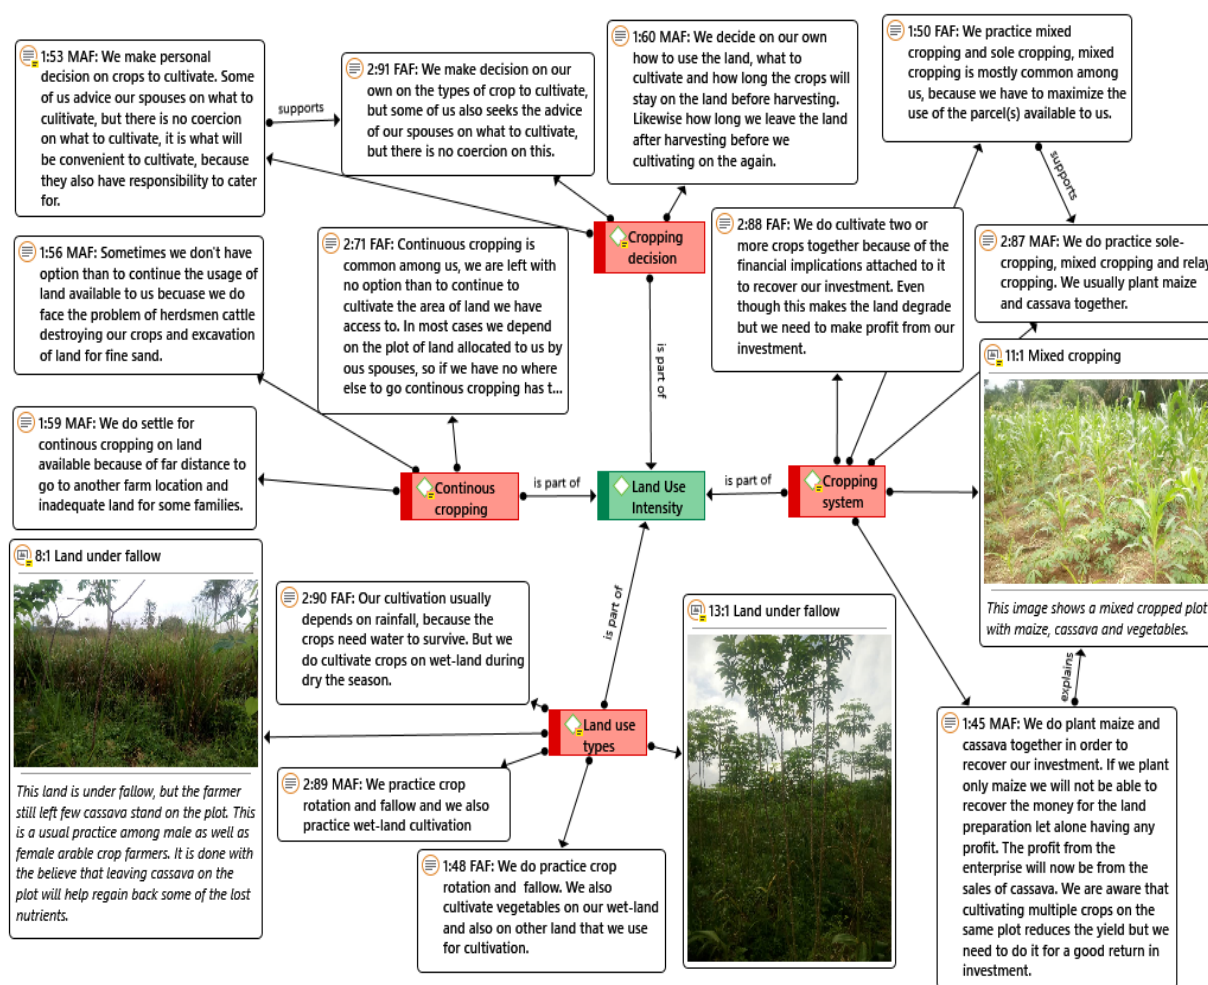 1:53 MAF: We make personal
decision on crops to cultivate. Some
of us advice our spouses on what to
culitivate, but there is no coercion
on what to cultivate, it is what will
be convenient to cultivate, because
they also have responsibility to cater
for.
supports
2:91 FAF: We make decision on our
own on the types of crop to cultivate,
but some of us also seeks the advice
of our spouses on what to cultivate,
but there is no coercion on this.
1:60 MAF: We decide on our own
how to use the land, what to
cultivate and how long the crops will
stay on the land before harvesting.
Likewise how long we leave the land
after harvesting before we
cultivating on the again.
1:50 FAF: We practice mixed
cropping and sole cropping, mixed
cropping is mostly common among
us, because we have to maximize the
use of the parcel(s) available to us.
supports
1:56 MAF: Sometimes we don't have
option than to continue the usage of
land available to us becuase we do
face the problem of herdsmen cattle
destroying our crops and excavation
of land for fine sand.
2:71 FAF: Continuous cropping is
common among us, we are left with
no option than to continue to
cultivate the area of land we have
access to. In most cases we depend
on the plot of land allocated to us by
ous spouses, so if we have no where
else to go continous cropping has t...
Cropping
decision
is part of
2:88 FAF: We do cultivate two or
more crops together because of the
financial implications attached to it
to recover our investment. Even
though this makes the land degrade
but we need to make profit from our
investment.
2:87 MAF: We do practice sole-
cropping, mixed cropping and relay
cropping. We usually plant maize
and cassava together.
11:1 Mixed cropping
This image shows a mixed cropped plot
with maize, cassava and vegetables.
1:59 MAF: We do settle for
continous cropping on land
available because of far distance to
go to another farm location and
inadequate land for some families.
Continous
cropping
is part of
Land Use
Intensity
is part of
Cropping
system
8:1 Land under fallow
This land is under fallow, but the farmer
still left few cassava stand on the plot. This
is a usual practice among male as well as
female arable crop farmers. It is done with
the believe that leaving cassava on the
plot will help regain back some of the lost
nutrients.
2:90 FAF: Our cultivation usually
depends on rainfall, because the
crops need water to survive. But we
do cultivate crops on wet-land during
dry the season.
is part of
Land use
types
2:89 MAF: We practice crop
rotation and fallow and we also
practice wet-land cultivation
1:48 FAF: We do practice crop
rotation and fallow. We also
cultivate vegetables on our wet-land
and also on other land that we use
for cultivation.
13:1 Land under fallow
explains
1:45 MAF: We do plant maize and
cassava together in order to
recover our investment. If we plant
only maize we will not be able to
recover the money for the land
preparation let alone having any
profit. The profit from the
enterprise will now be from the
sales of cassava. We are aware that
cultivating multiple crops on the
same plot reduces the yield but we
need to do it for a good return in
investment.